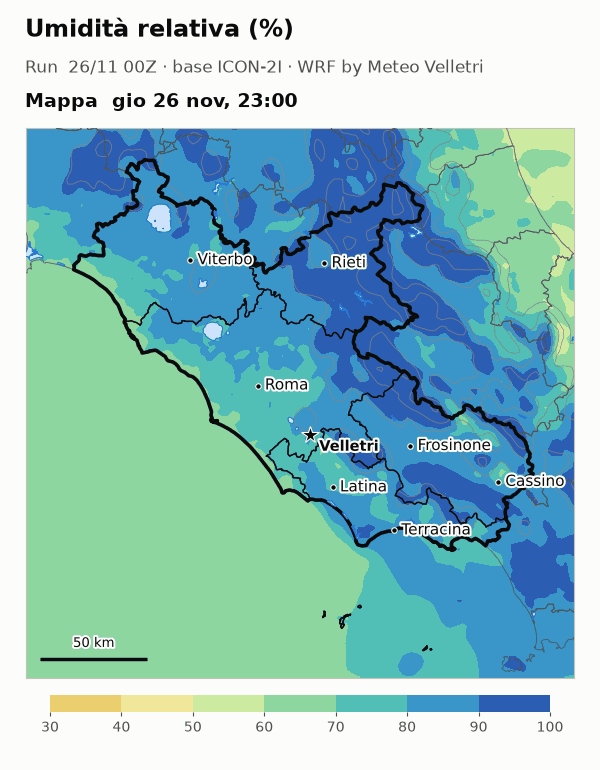 Umidità relativa (%)
Run  26/11 00Z · base ICON-2I · WRF by Meteo Velletri
Mappa  gio 26 nov, 23:00
Viterbo
Rieti
Roma
Velletri
Frosinone
Cassino
Latina
Terracina
50 km
30 40 50 60 70 80 90 100